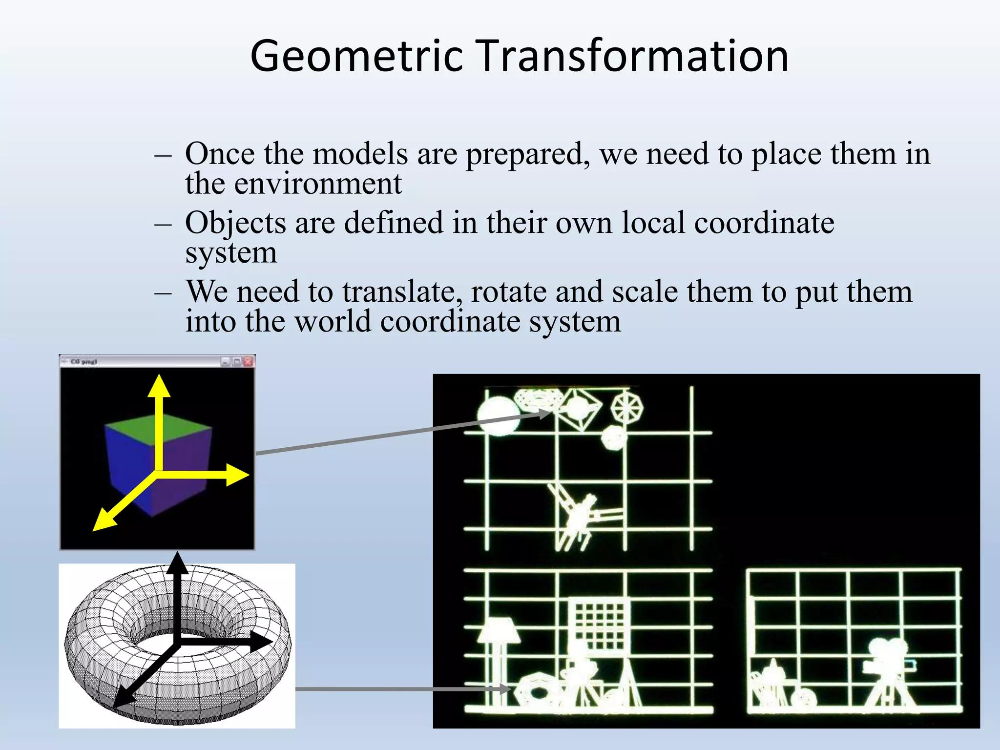 Geometric Transformation
– Once the models are prepared, we need to place them in
the environment
– Objects are defined in their own local coordinate
system
– We need to translate, rotate and scale them to put them
into the world coordinate system
CG prog1